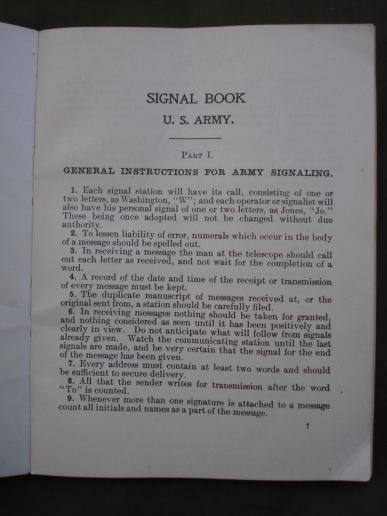 SIGNAL BOOK
U. S. ARMY.
PART I.
GENERAL INSTRUCTIONS FOR ARMY SIGNALING.
1. Each signal station will have its call, consisting of one or
two letters, as Washington, "W"; and each operator or signalist will
also have his personal signal of one or two letters, as Jones, "Jo."
These being once adopted will not be changed without due
authority.
2. To lessen liability of error, numerals which occur in the body
of a message should be spelled out.
3. In receiving a message the man at the telescope should call
out each letter as received, and not wait for the completion of a
word.
4. A record of the date and time of the receipt or transmission
of every message must be kept.
5. The duplicate manuscript of messages received at, or the
original sent from, a station should be carefully filed.
6. In receiving messages nothing should be taken for granted,
and nothing considered as seen until it has been positively and
clearly in view. Do not anticipate what will follow from signals
already given. Watch the communicating station until the last
signals are made, and be very certain that the signal for the end
of the message has been given.
7. Every address must contain at least two words and should
be sufficient to secure delivery.
8. All that the sender writes for transmission after the word
"To" is counted.
9. Whenever more than one signature is attached to a message
count all initials and names as a part of the message.
7